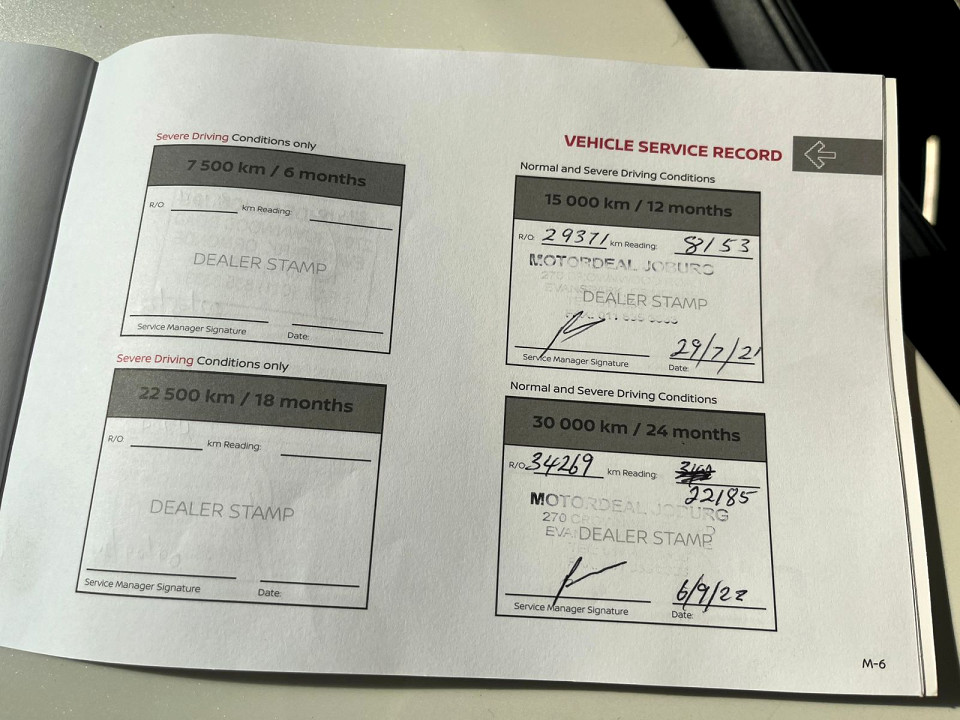 Severe Driving Conditions only
7 500 km / 6 months
R/O km Reading:
DEALER STAMP
Service Manager Signature Date:
Severe Driving Conditions only
22 500 km / 18 months
R/O km Reading:
DEALER STAMP
Service Manager Signature Date:
VEHICLE SERVICE RECORD
Normal and Severe Driving Conditions
15 000 km / 12 months
R/O 29371 km Reading: 8153
MOTORDEAL JOBURG
DEALER STAMP
29/7/21
Service Manager Signature Date:
Normal and Severe Driving Conditions
30 000 km / 24 months
R/O 34269 km Reading:
22185
MOTORDEAL JOBURG
270
DEALER STAMP
6/9/22
Service Manager Signature Date:
M-6